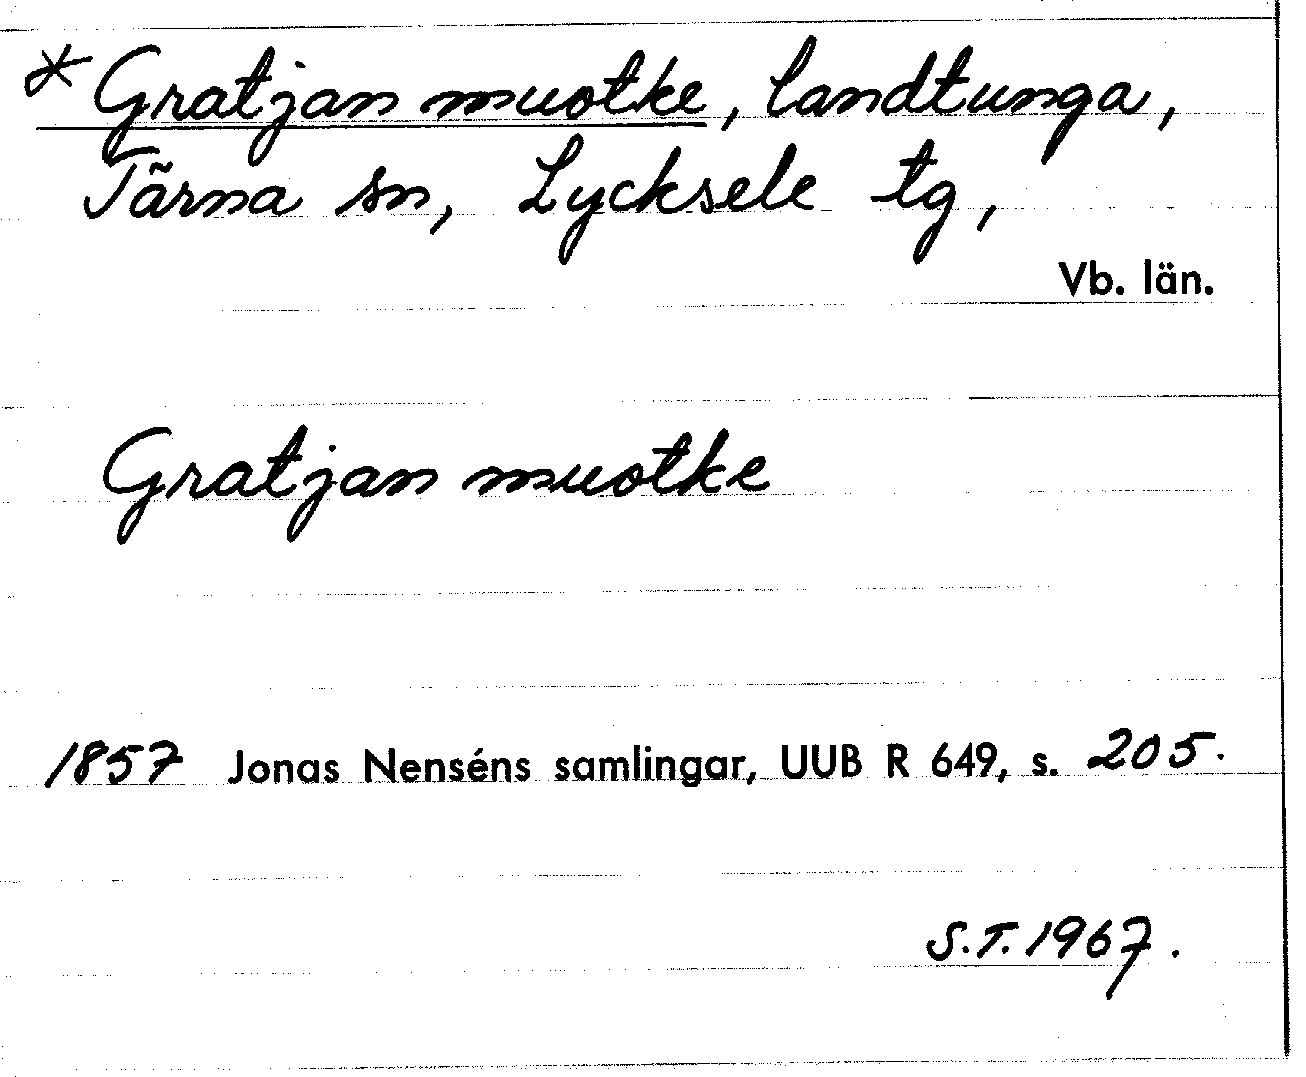 *Gratjan muotke, landtunga,
Tärna sn, Lycksele tg,
Vb. län.
Gratjan muotke
1857 Jonas Nenséns samlingar, UUB R 649, s. 205.
S.T. 1967.